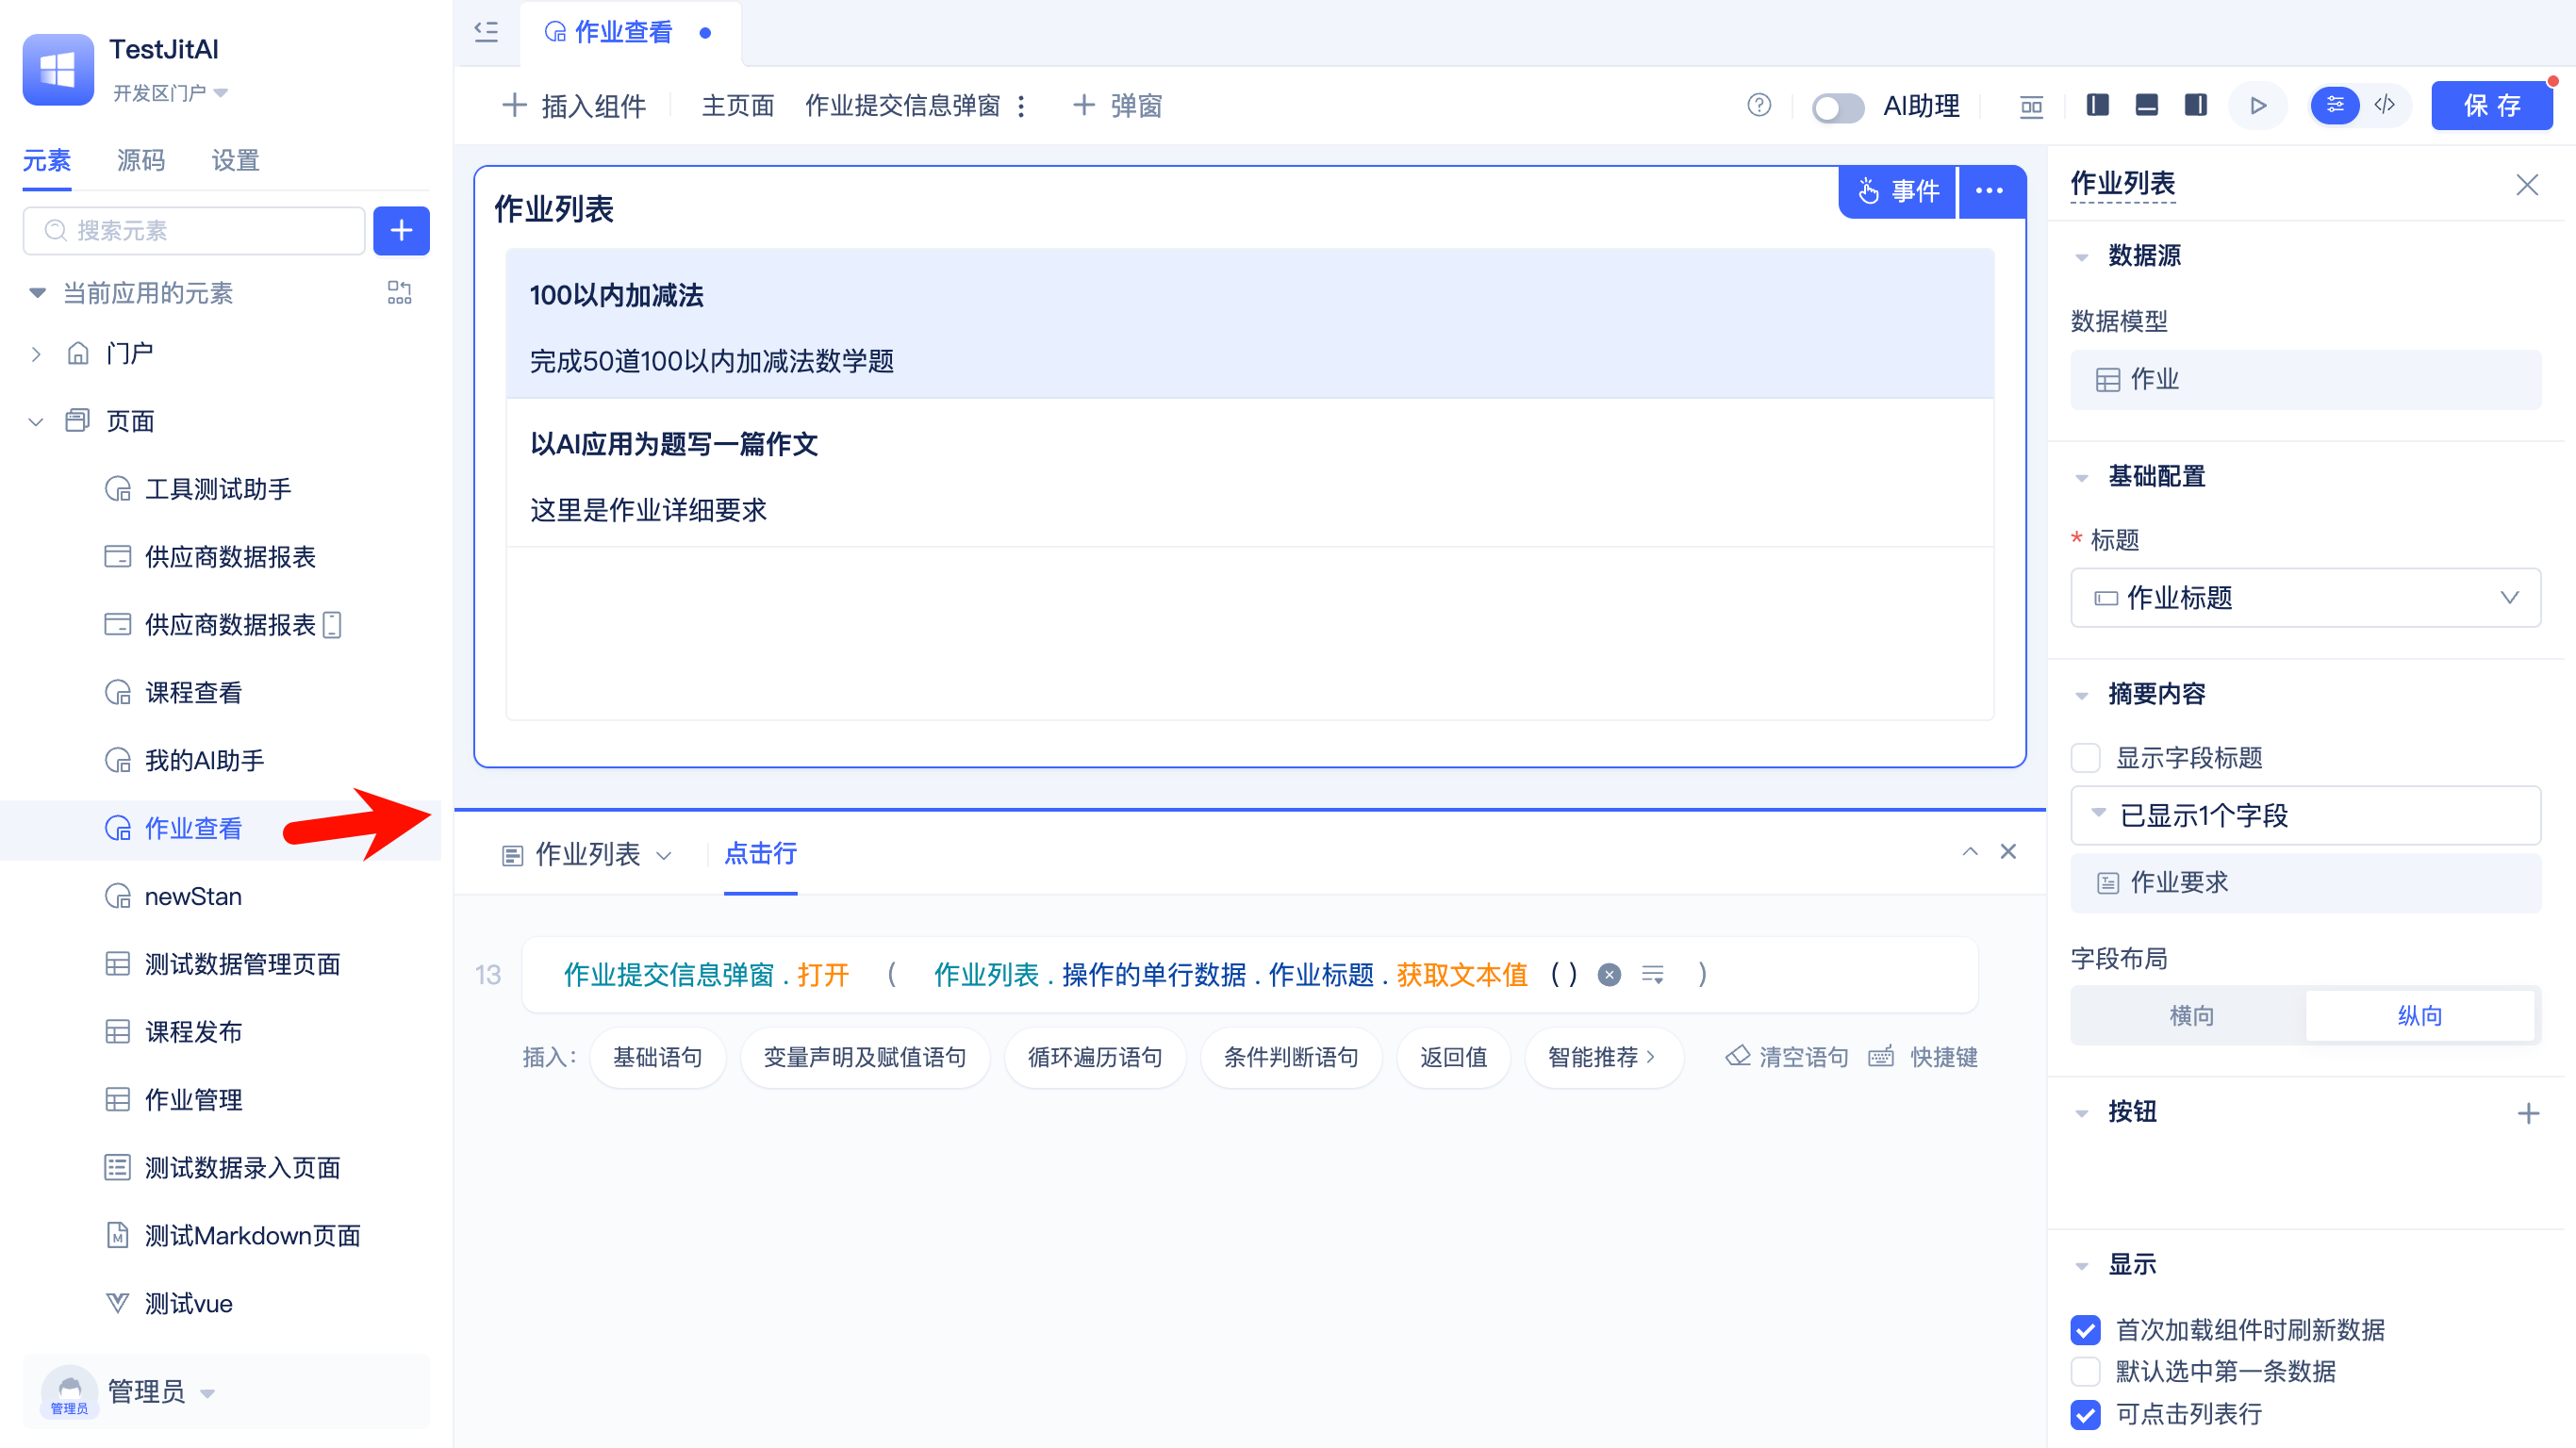 TestJitAI
开发区门户
元素 源码 设置
搜索元素
当前应用的元素
门户
页面
工具测试助手
供应商数据报表
供应商数据报表
课程查看
我的AI助手
作业查看
newStan
测试数据管理页面
课程发布
作业管理
测试数据录入页面
测试Markdown页面
测试vue
管理员
管理员
作业查看
插入组件 主页面 作业提交信息弹窗 弹窗
AI助理
保 存
作业列表
事件
100以内加减法
完成50道100以内加减法数学题
以AI应用为题写一篇作文
这里是作业详细要求
作业列表 点击行
13 作业提交信息弹窗 . 打开 ( 作业列表 . 操作的单行数据 . 作业标题 . 获取文本值 ( ) )
插入： 基础语句 变量声明及赋值语句 循环遍历语句 条件判断语句 返回值 智能推荐 清空语句 快捷键
作业列表
数据源
数据模型
作业
基础配置
* 标题
作业标题
摘要内容
显示字段标题
已显示1个字段
作业要求
字段布局
横向 纵向
按钮
显示
首次加载组件时刷新数据
默认选中第一条数据
可点击列表行